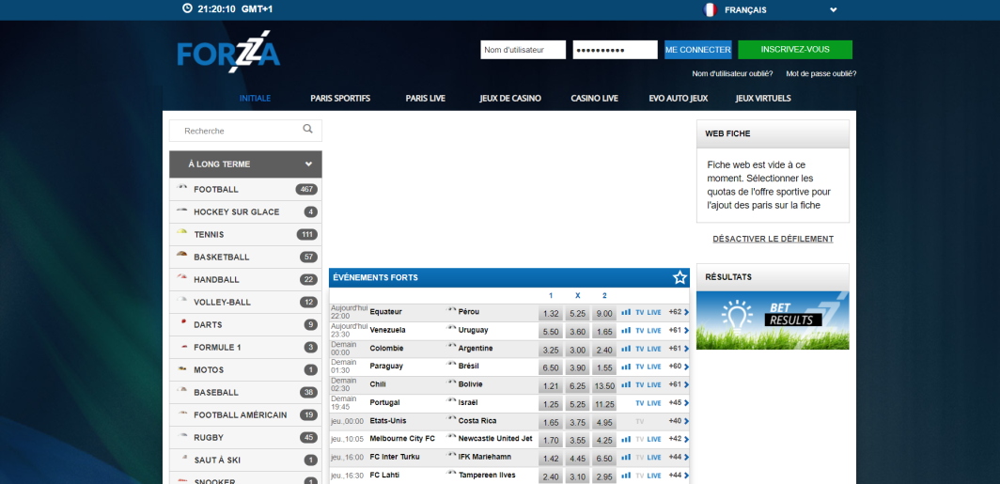 21:20:10 GMT+1
FRANÇAIS
FORZZA
Nom d'utilisateur
••••••••••
ME CONNECTER
INSCRIVEZ-VOUS
Nom d'utilisateur oublié?
Mot de passe oublié?
INITIALE
PARIS SPORTIFS
PARIS LIVE
JEUX DE CASINO
CASINO LIVE
EVO AUTO JEUX
JEUX VIRTUELS
Recherche
À LONG TERME
FOOTBALL 467
HOCKEY SUR GLACE 4
TENNIS 111
BASKETBALL 57
HANDBALL 22
VOLLEY-BALL 12
DARTS 9
FORMULE 1 3
MOTOS 1
BASEBALL 38
FOOTBALL AMÉRICAIN 19
RUGBY 45
SAUT À SKI 1
SNOOKER 1
ÉVÉNEMENTS FORTS
1 X 2
Aujourd'hui 22:00 Equateur Pérou 1.32 5.25 9.00 TV LIVE +62
Aujourd'hui 23:30 Venezuela Uruguay 5.50 3.60 1.65 TV LIVE +61
Demain 00:00 Colombie Argentine 3.25 3.00 2.40 TV LIVE +61
Demain 01:30 Paraguay Brésil 6.50 3.90 1.55 TV LIVE +60
Demain 02:30 Chili Bolivie 1.21 6.25 13.50 TV LIVE +61
Demain 19:45 Portugal Israël 1.25 5.25 11.25 TV LIVE +45
jeu.,00:00 Etats-Unis Costa Rica 1.65 3.75 4.95 TV +40
jeu.,10:05 Melbourne City FC Newcastle United Jet 1.70 3.55 4.25 TV LIVE +42
jeu.,16:00 FC Inter Turku IFK Mariehamn 1.42 4.45 6.50 TV LIVE +44
jeu.,16:30 FC Lahti Tampereen Ilves 2.40 3.10 2.95 TV LIVE +44
WEB FICHE
Fiche web est vide à ce
moment. Sélectionner les
quotas de l'offre sportive pour
l'ajout des paris sur la fiche
DÉSACTIVER LE DÉFILEMENT
RÉSULTATS
BET
RESULTS